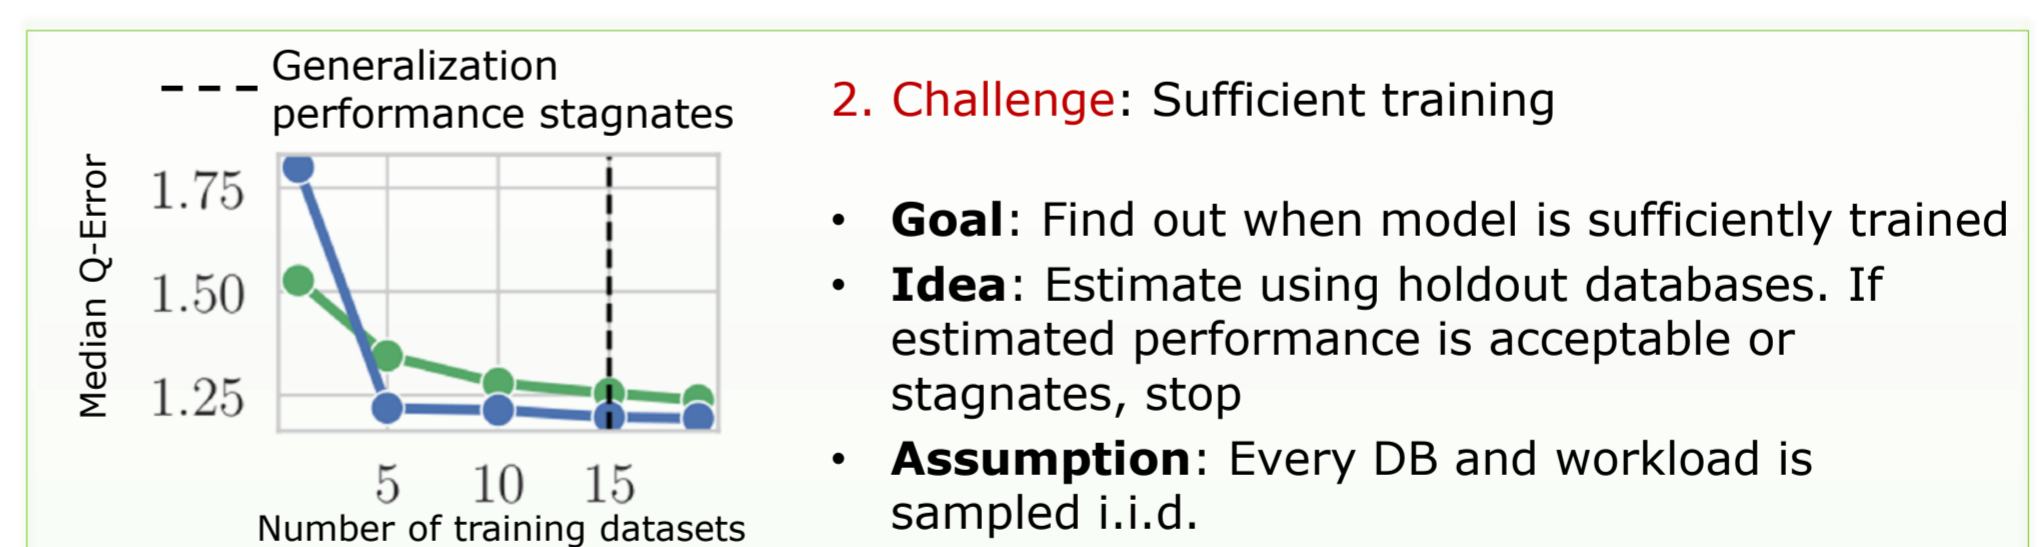 Generalization
performance stagnates
Median Q-Error
1.75
1.50
1.25
5 10 15
Number of training datasets
2. Challenge: Sufficient training
• Goal: Find out when model is sufficiently trained
• Idea: Estimate using holdout databases. If
estimated performance is acceptable or
stagnates, stop
• Assumption: Every DB and workload is
sampled i.i.d.